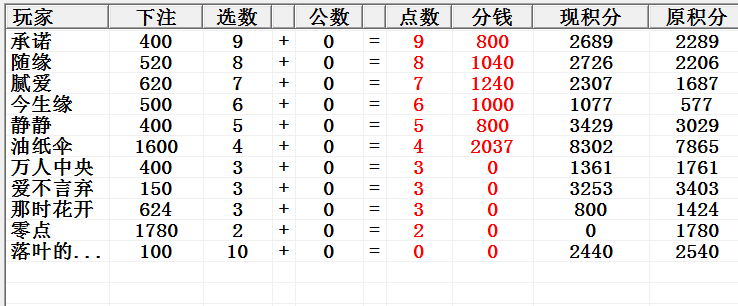 玩家 下注 选数 公数 点数 分钱 现积分 原积分
承诺 400 9 + 0 = 9 800 2689 2289
随缘 520 8 + 0 = 8 1040 2726 2206
腻爱 620 7 + 0 = 7 1240 2307 1687
今生缘 500 6 + 0 = 6 1000 1077 577
静静 400 5 + 0 = 5 800 3429 3029
油纸伞 1600 4 + 0 = 4 2037 8302 7865
万人中央 400 3 + 0 = 3 0 1361 1761
爱不言弃 150 3 + 0 = 3 0 3253 3403
那时花开 624 3 + 0 = 3 0 800 1424
零点 1780 2 + 0 = 2 0 0 1780
落叶的... 100 10 + 0 = 0 0 2440 2540